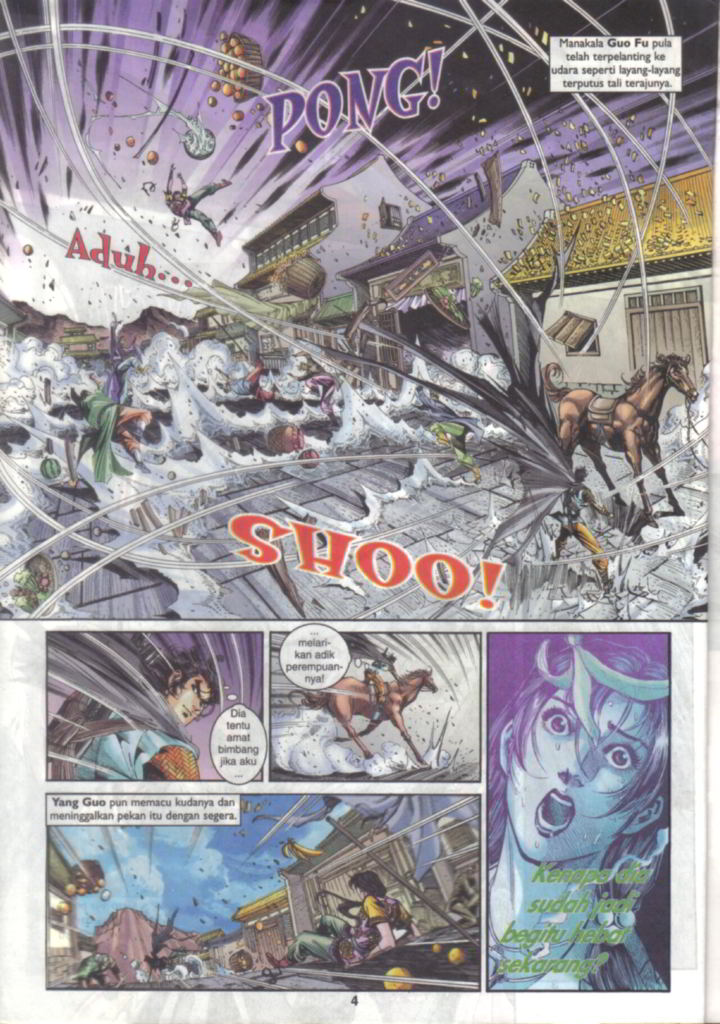 Manakala Guo Fu pula
telah terpelanting ke
udara seperti layang-layang
terputus tali terajunya.
PONG!
Aduh...
SHOO!
Dia
tentu
amat
bimbang
jika aku
...
...
melari-
kan adik
perempuan-
nya!
Kenapa dia
sudah jadi
begitu hebat
sekarang?
Yang Guo pun memacu kudanya dan
meninggalkan pekan itu dengan segera.
4